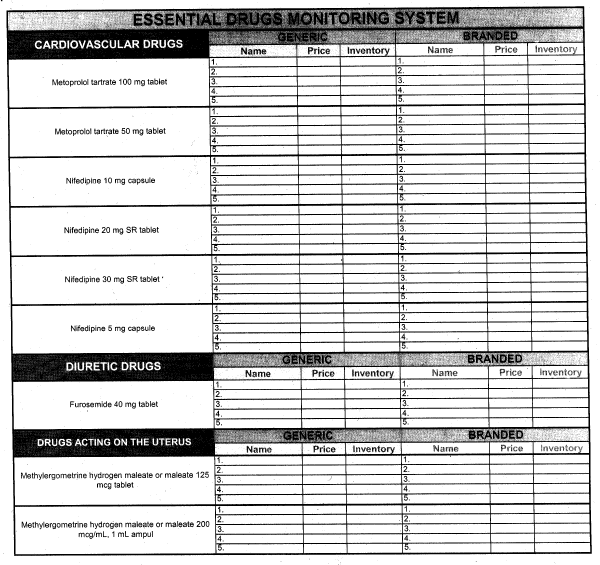 ESSENTIAL DRUGS MONITORING SYSTEM
CARDIOVASCULAR DRUGS GENERIC BRANDED
Name Price Inventory Name Price Inventory
Metoprolol tartrate 100 mg tablet
1. 1.
2. 2.
3. 3.
4. 4.
5. 5.
Metoprolol tartrate 50 mg tablet
1. 1.
2. 2.
3. 3.
4. 4.
5. 5.
Nifedipine 10 mg capsule
1. 1.
2. 2.
3. 3.
4. 4.
5. 5.
Nifedipine 20 mg SR tablet
1. 1.
2. 2.
3. 3.
4. 4.
5. 5.
Nifedipine 30 mg SR tablet
1. 1.
2. 2.
3. 3.
4. 4.
5. 5.
Nifedipine 5 mg capsule
1. 1.
2. 2.
3. 3.
4. 4.
5. 5.
DIURETIC DRUGS GENERIC BRANDED
Name Price Inventory Name Price Inventory
Furosemide 40 mg tablet
1. 1.
2. 2.
3. 3.
4. 4.
5. 5.
DRUGS ACTING ON THE UTERUS GENERIC BRANDED
Name Price Inventory Name Price Inventory
Methylergometrine hydrogen maleate or maleate 125
mcg tablet
1. 1.
2. 2.
3. 3.
4. 4.
5. 5.
Methylergometrine hydrogen maleate or maleate 200
mcg/mL, 1 mL ampul
1. 1.
2. 2.
3. 3.
4. 4.
5. 5.